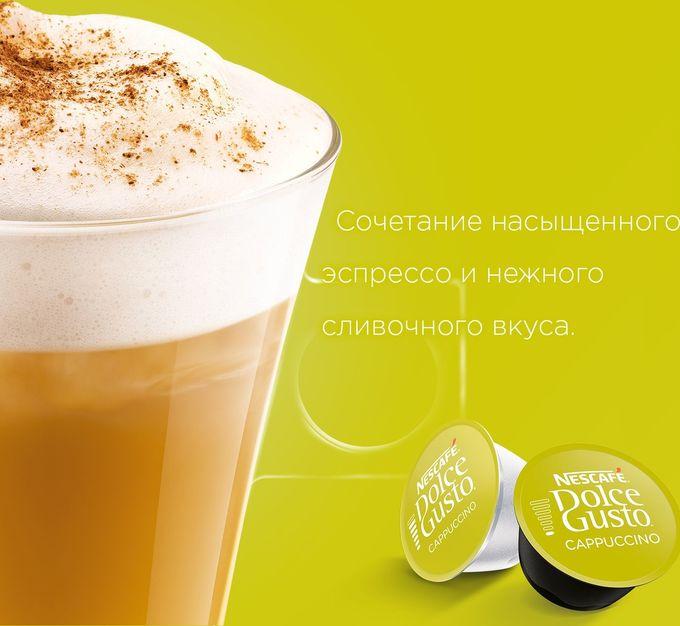 Сочетание насыщенного
эспрессо и нежного
сливочного вкуса.
NESCAFÉ
Dolce
Gusto
CAPPUCCINO
NESCAFÉ
Dolce
Gusto
CAPPUCCINO